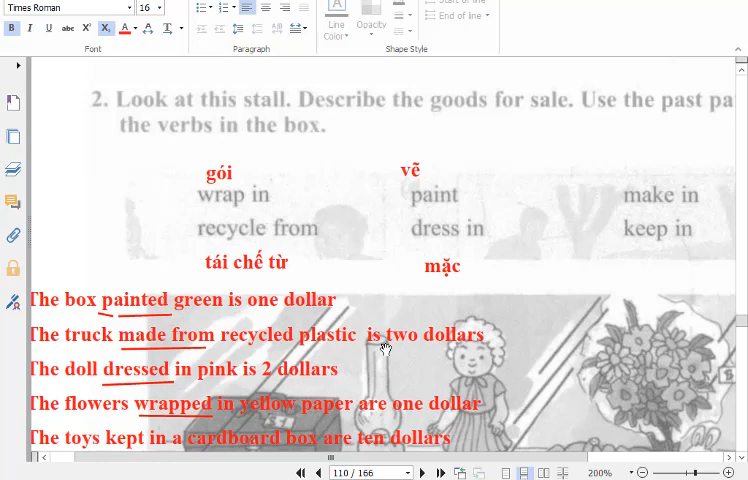 Times Roman 16
B I U abc X₂ X₂ A A T
Line Color Opacity End of line
Font Paragraph Shape Style
2. Look at this stall. Describe the goods for sale. Use the past pa
the verbs in the box.
gói vẽ
wrap in paint make in
recycle from dress in keep in
tái chế từ mặc
The box painted green is one dollar
The truck made from recycled plastic is two dollars
The doll dressed in pink is 2 dollars
The flowers wrapped in yellow paper are one dollar
The toys kept in a cardboard box are ten dollars
110 / 166 200%